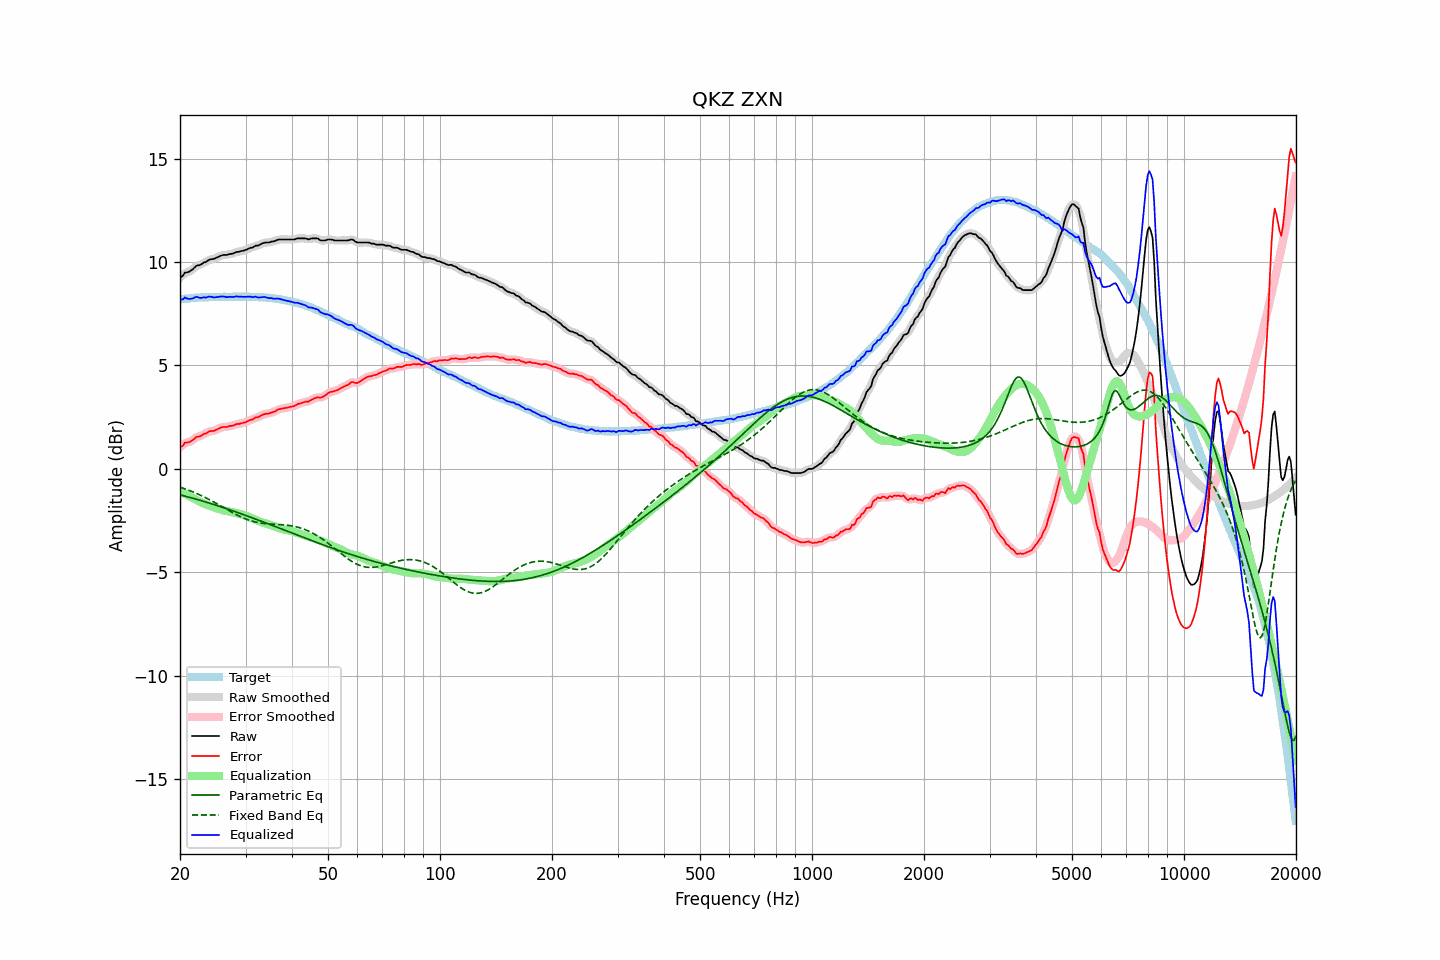 QKZ ZXN
Amplitude (dBr)
15
10
5
0
−5
−10
−15
Target
Raw Smoothed
Error Smoothed
Raw
Error
Equalization
Parametric Eq
Fixed Band Eq
Equalized
20 50 100 200 500 1000 2000 5000 10000 20000
Frequency (Hz)